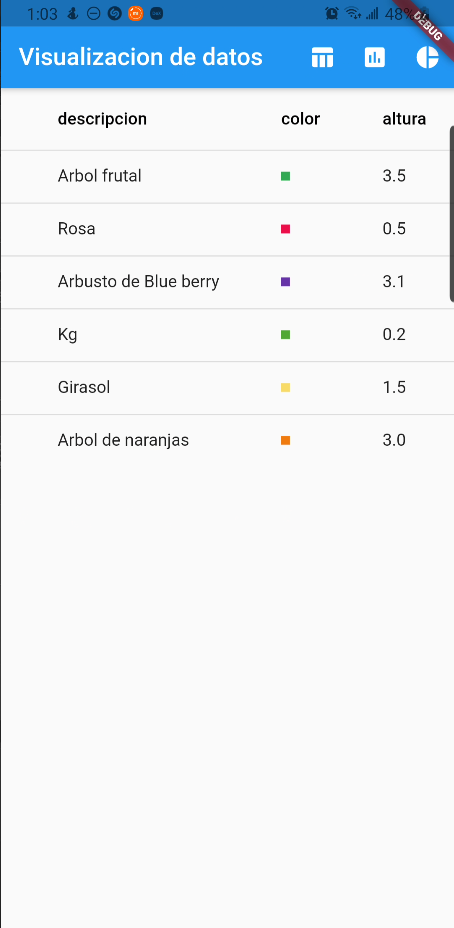 1:03 48%
DEBUG
Visualizacion de datos
descripcion color altura
Arbol frutal 3.5
Rosa 0.5
Arbusto de Blue berry 3.1
Kg 0.2
Girasol 1.5
Arbol de naranjas 3.0